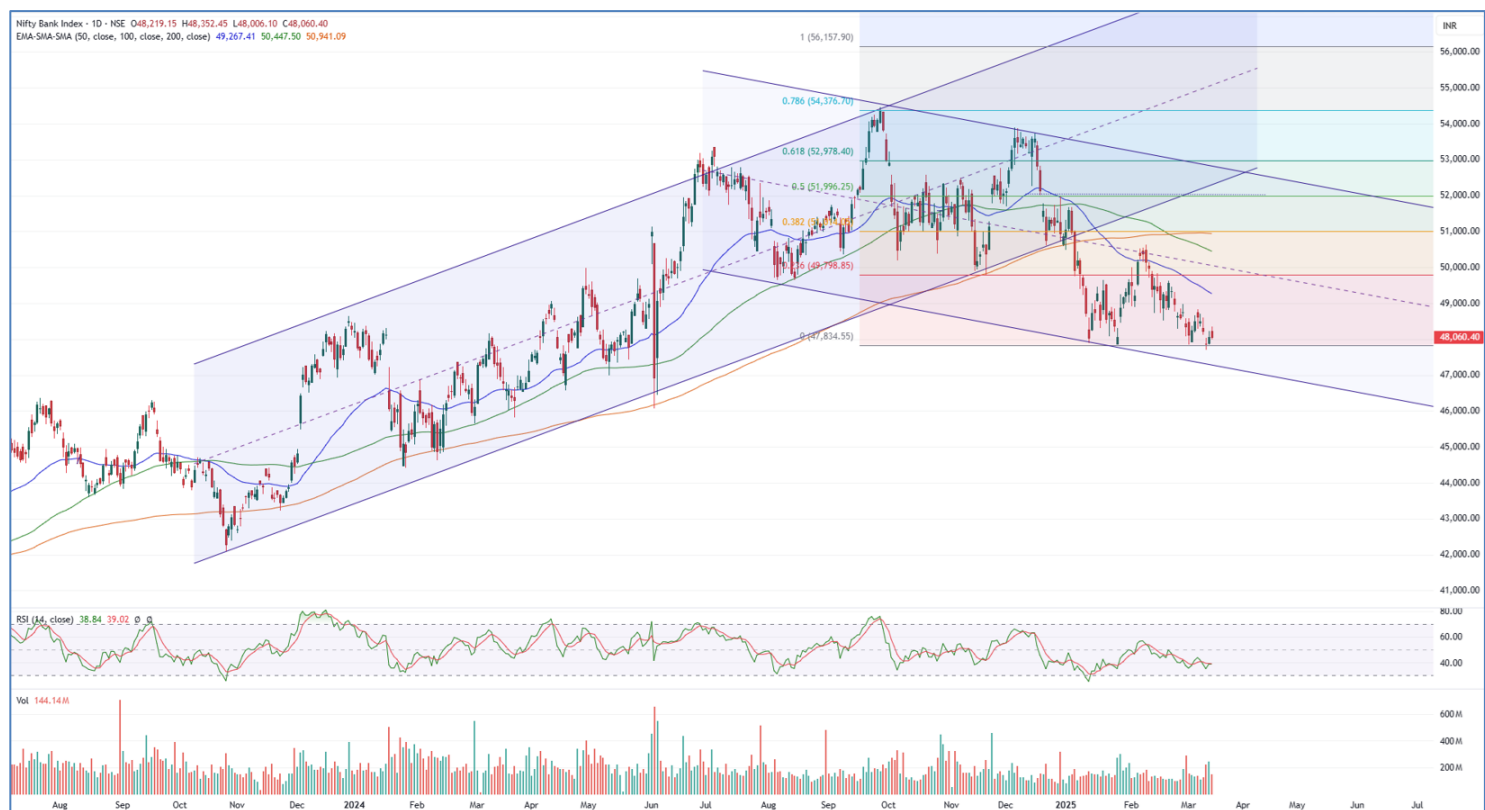 Nifty Bank Index · 1D · NSE O48,219.15 H48,352.45 L48,006.10 C48,060.40
EMA-SMA-SMA (50, close, 100, close, 200, close) 49,267.41 50,447.50 50,941.09
INR
1 (56,157.90)
56,000.00
55,000.00
0.786 (54,376.70)
54,000.00
0.618 (52,978.40)
53,000.00
0.5 (51,996.25)
52,000.00
0.382
51,000.00
(49,798.85)
50,000.00
49,000.00
0 (47,834.55)
48,060.40
47,000.00
46,000.00
45,000.00
44,000.00
43,000.00
42,000.00
41,000.00
RSI (14, close) 38.84 39.02 Ø Ø
80.00
60.00
40.00
Vol 144.14 M
600 M
400 M
200 M
Aug Sep Oct Nov Dec 2024 Feb Mar Apr May Jun Jul Aug Sep Oct Nov Dec 2025 Feb Mar Apr May Jun Jul